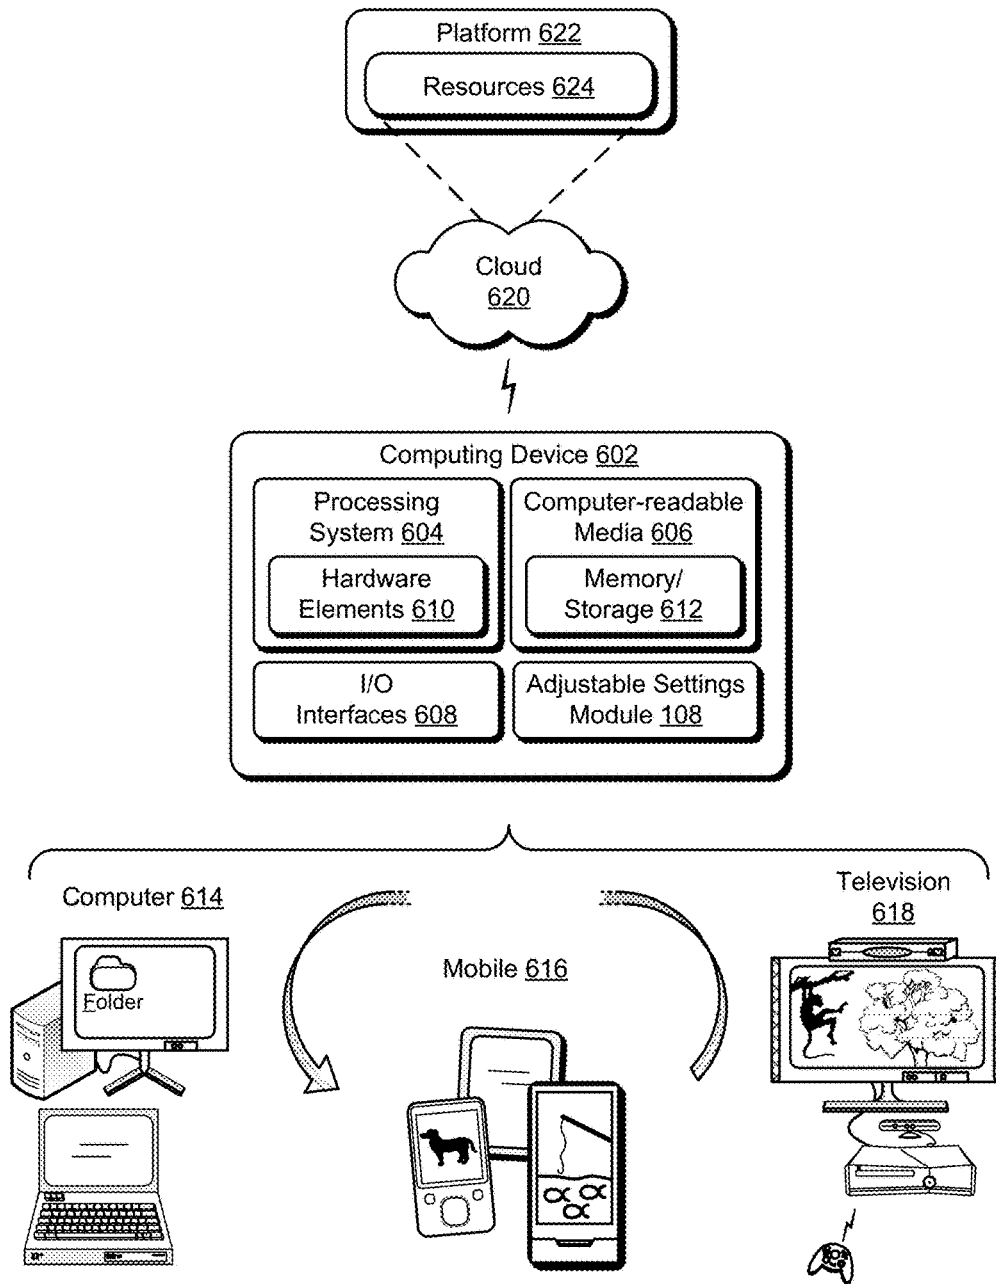 Platform 622
Resources 624
Cloud
620
Computing Device 602
Processing
System 604
Hardware
Elements 610
Computer-readable
Media 606
Memory/
Storage 612
I/O
Interfaces 608
Adjustable Settings
Module 108
Computer 614
Folder
Mobile 616
Television
618